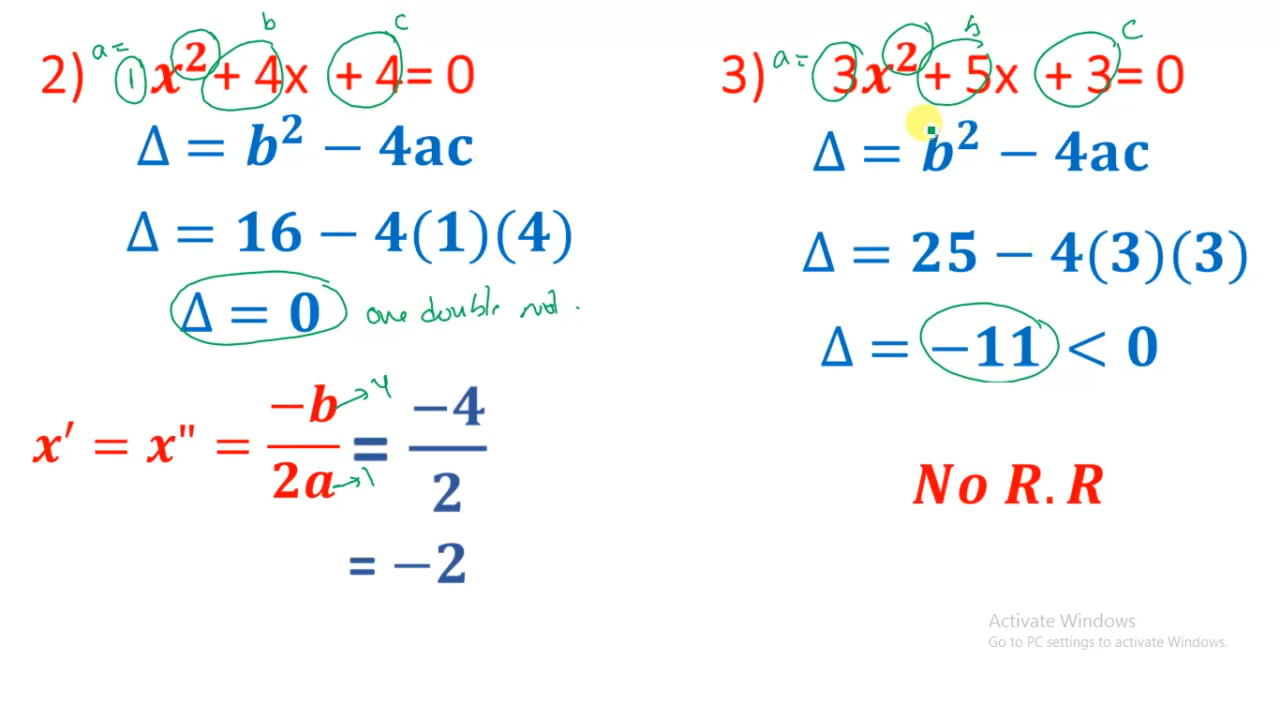 a= b c
2) 1x² + 4x + 4 = 0
Δ = b² − 4ac
Δ = 16 − 4(1)(4)
Δ = 0 one double
x' = x" = −b/2a = −4/2
4
1
= −2
a= b c
3) 3x² + 5x + 3 = 0
Δ = b² − 4ac
Δ = 25 − 4(3)(3)
Δ = −11 < 0
No R.R
Activate Windows
Go to PC settings to activate Windows.